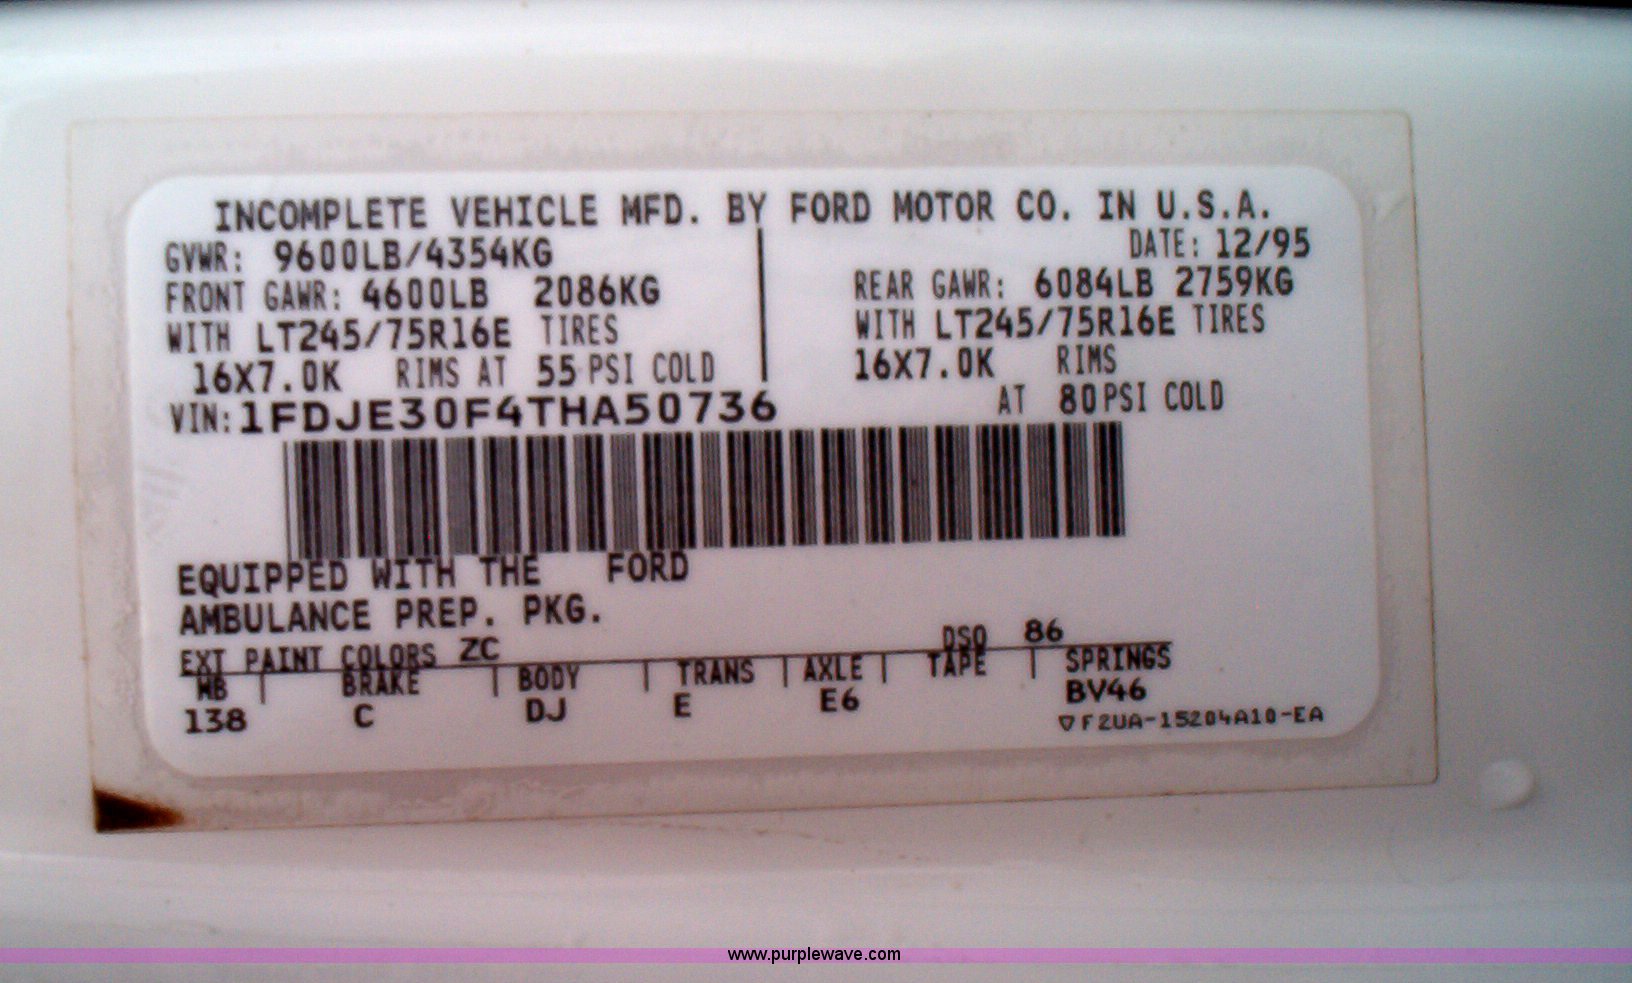 INCOMPLETE VEHICLE MFD. BY FORD MOTOR CO. IN U.S.A.
GVWR: 9600LB/4354KG
DATE: 12/95
FRONT GAWR: 4600LB 2086KG
REAR GAWR: 6084LB 2759KG
WITH LT245/75R16E TIRES
WITH LT245/75R16E TIRES
16X7.0K RIMS AT 55 PSI COLD
16X7.0K RIMS
AT 80 PSI COLD
VIN: 1FDJE30F4THA50736
EQUIPPED WITH THE FORD
AMBULANCE PREP. PKG.
EXT PAINT COLORS ZC DSO 86
WB BRAKE BODY TRANS AXLE TAPE SPRINGS
138 C DJ E E6 BV46
▽F2UA-15204A10-EA
www.purplewave.com